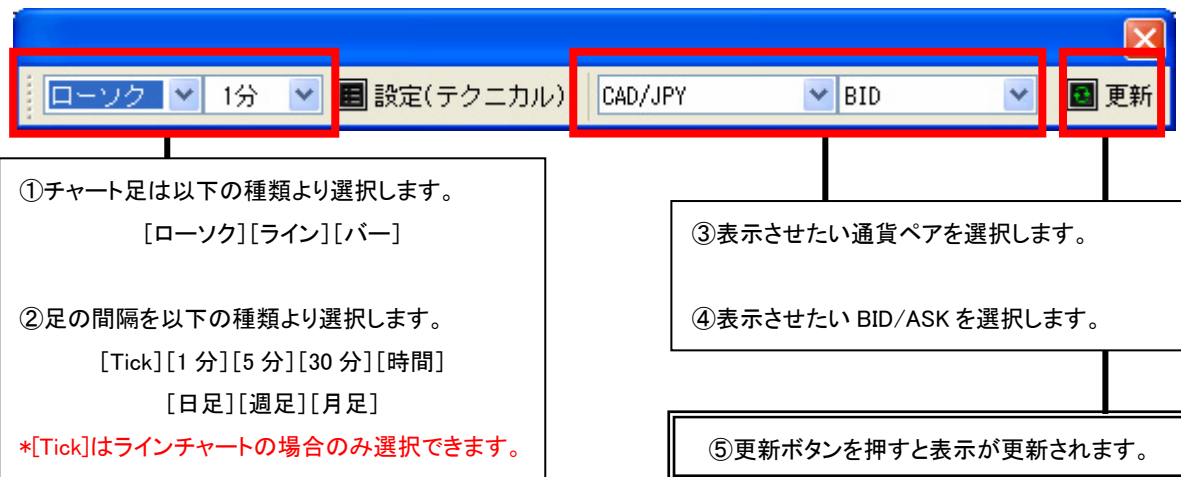 ローソク 1分 設定(テクニカル) CAD/JPY BID 更新
①チャート足は以下の種類より選択します。
[ローソク][ライン][バー]
②足の間隔を以下の種類より選択します。
[Tick][1分][5分][30分][時間]
[日足][週足][月足]
*[Tick]はラインチャートの場合のみ選択できます。
③表示させたい通貨ペアを選択します。
④表示させたい BID/ASK を選択します。
⑤更新ボタンを押すと表示が更新されます。